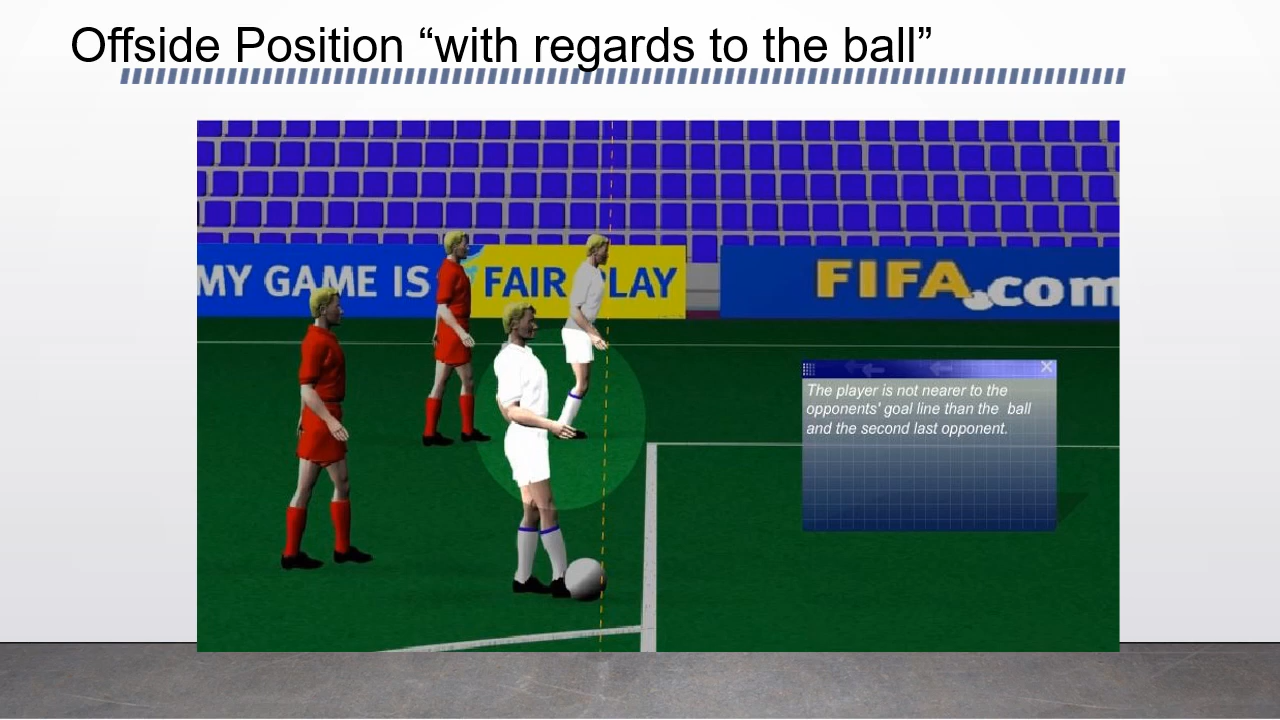 Offside Position “with regards to the ball”
MY GAME IS FAIR PLAY
FIFA.com
The player is not nearer to the
opponents' goal line than the  ball
and the second last opponent.